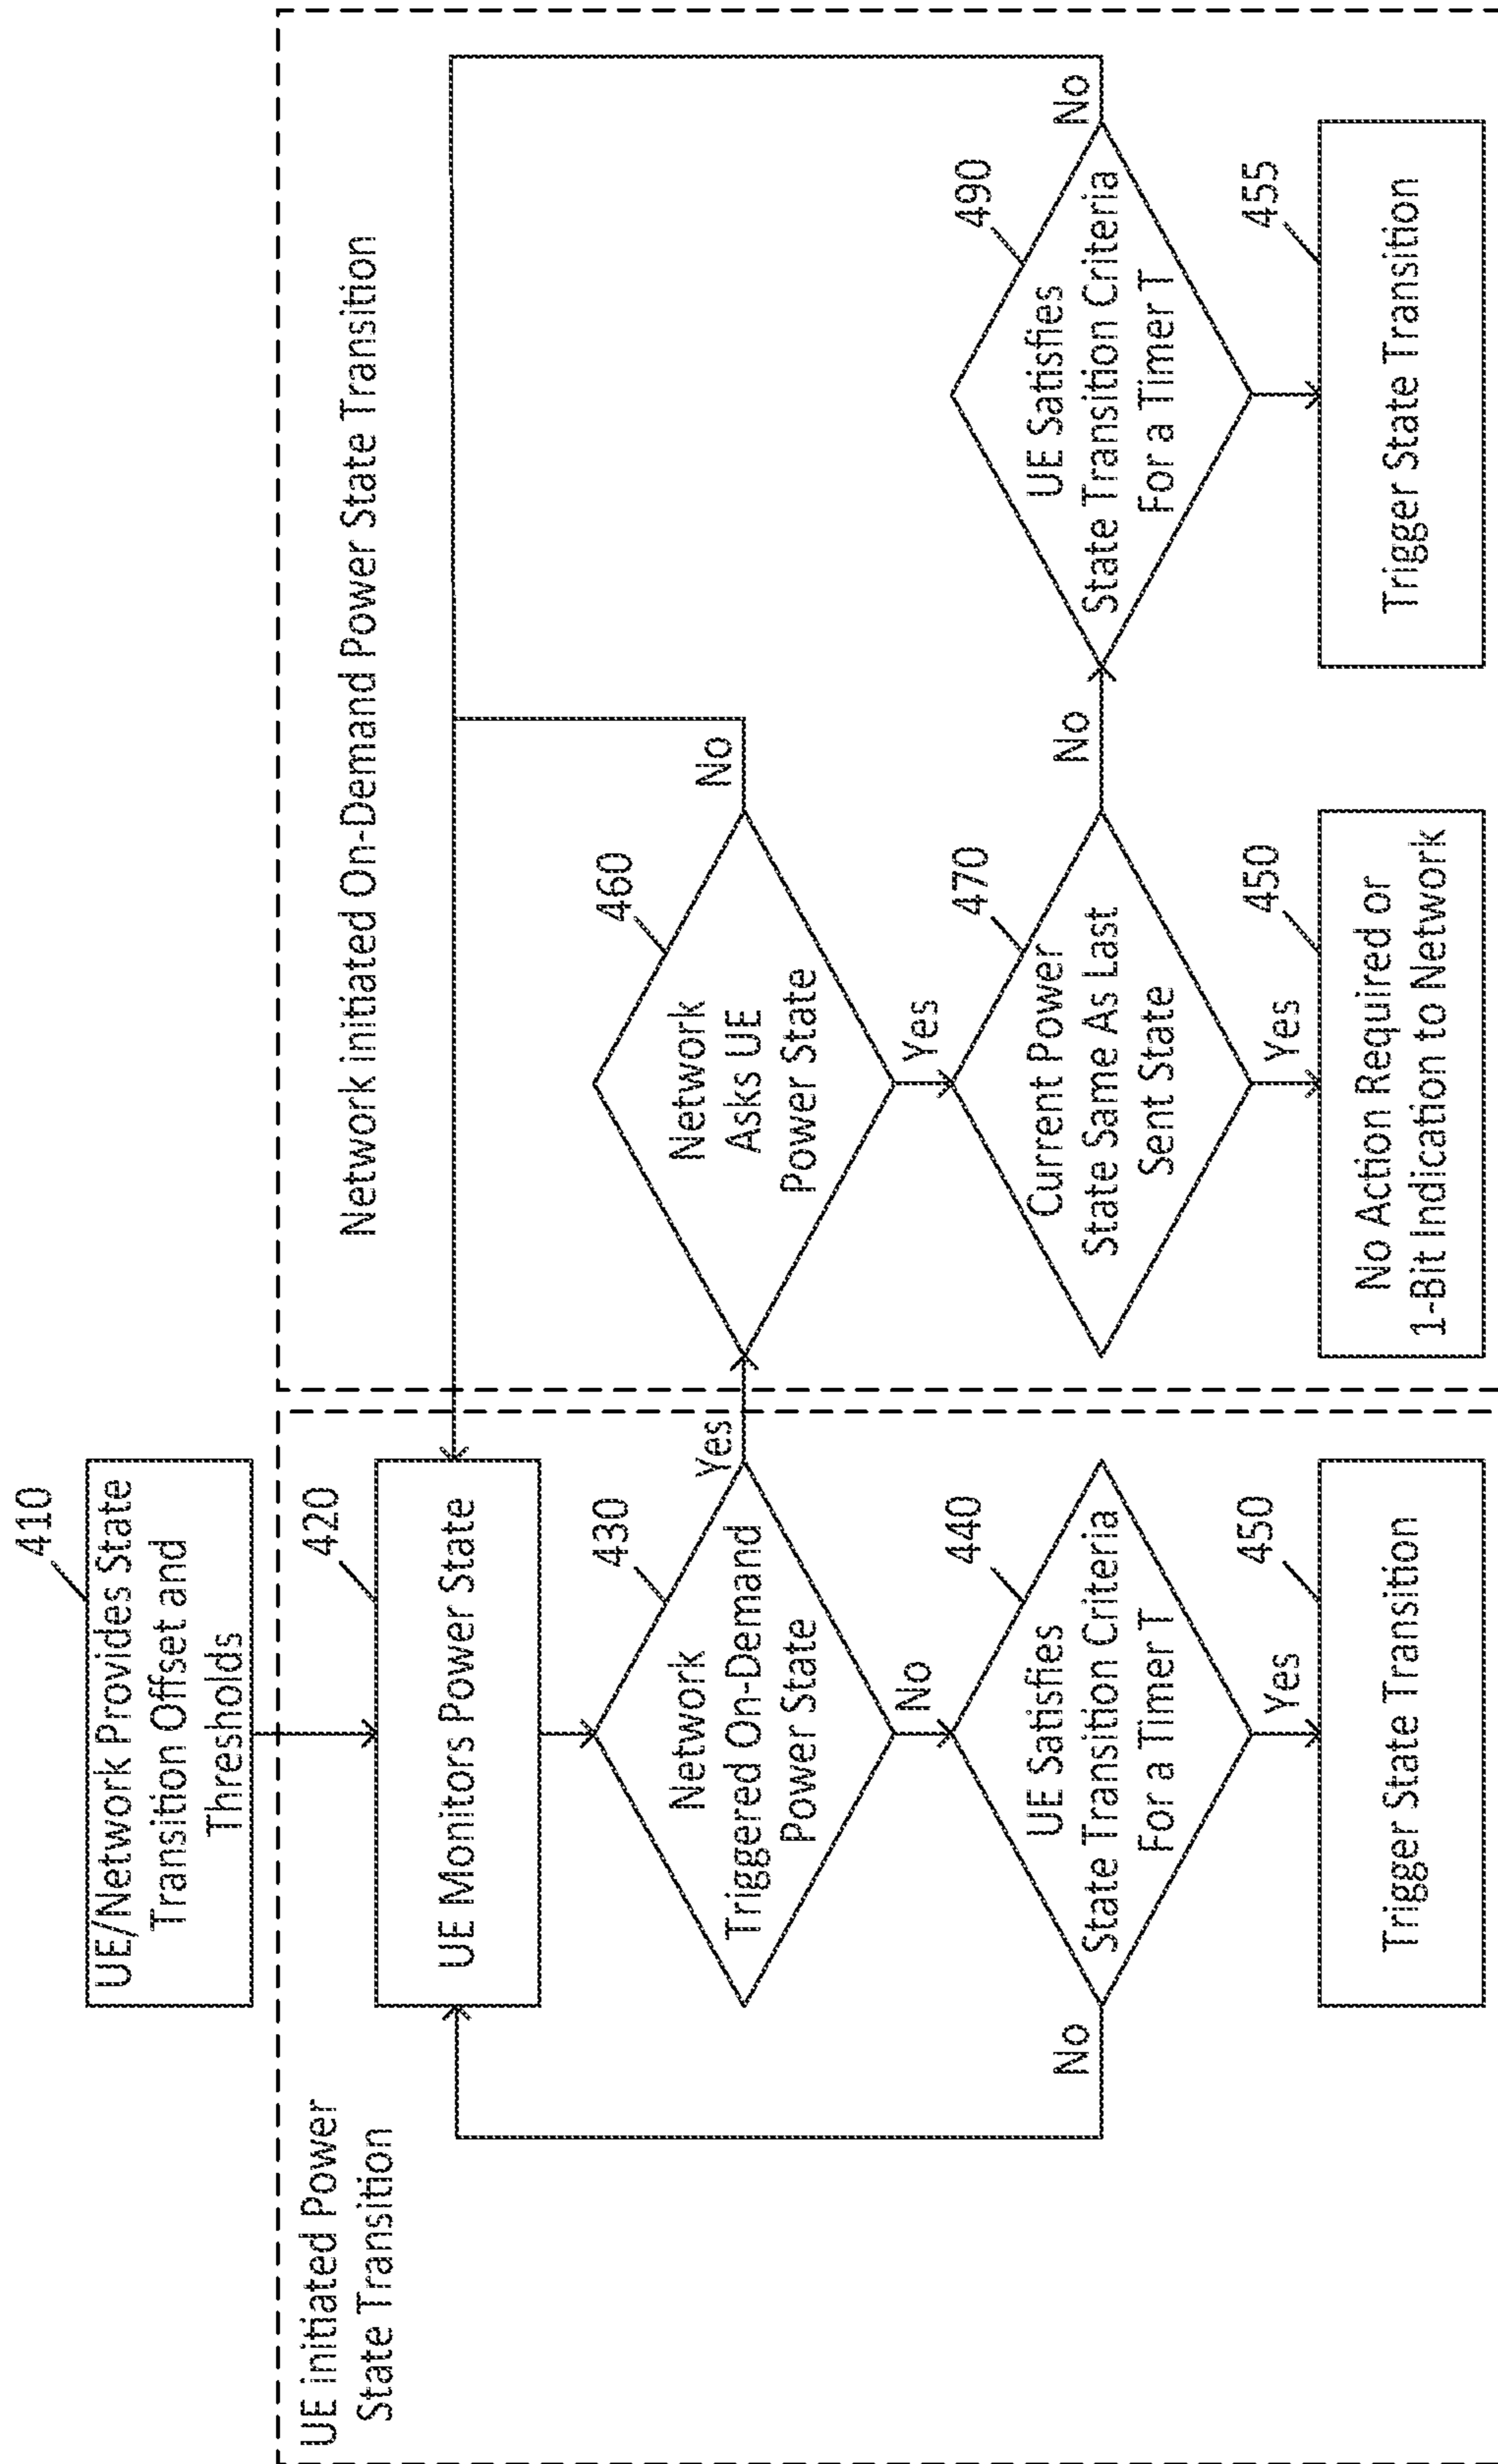 410
UE/Network Provides State
Transition Offset and
Thresholds
UE initiated Power
State Transition
420
UE Monitors Power State
430
Network
Triggered On-Demand
Power State
Yes
No
440
UE Satisfies
State Transition Criteria
For a Timer T
No
Yes
450
Trigger State Transition
Network initiated On-Demand Power State Transition
460
Network
Asks UE
Power State
No
Yes
470
Current Power
State Same As Last
Sent State
No
Yes
450
No Action Required or
1-Bit Indication to Network
490
UE Satisfies
State Transition Criteria
For a Timer T
No
455
Trigger State Transition